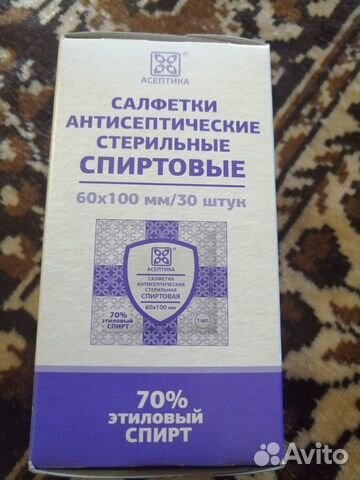 АСЕПТИКА
САЛФЕТКИ
АНТИСЕПТИЧЕСКИЕ
СТЕРИЛЬНЫЕ
СПИРТОВЫЕ
60х100 мм/30 штук
АСЕПТИКА
САЛФЕТКА
АНТИСЕПТИЧЕСКАЯ
СТЕРИЛЬНАЯ
СПИРТОВАЯ
60х100 мм
70%
ЭТИЛОВЫЙ
СПИРТ
1 шт.
70%
ЭТИЛОВЫЙ
СПИРТ
Avito